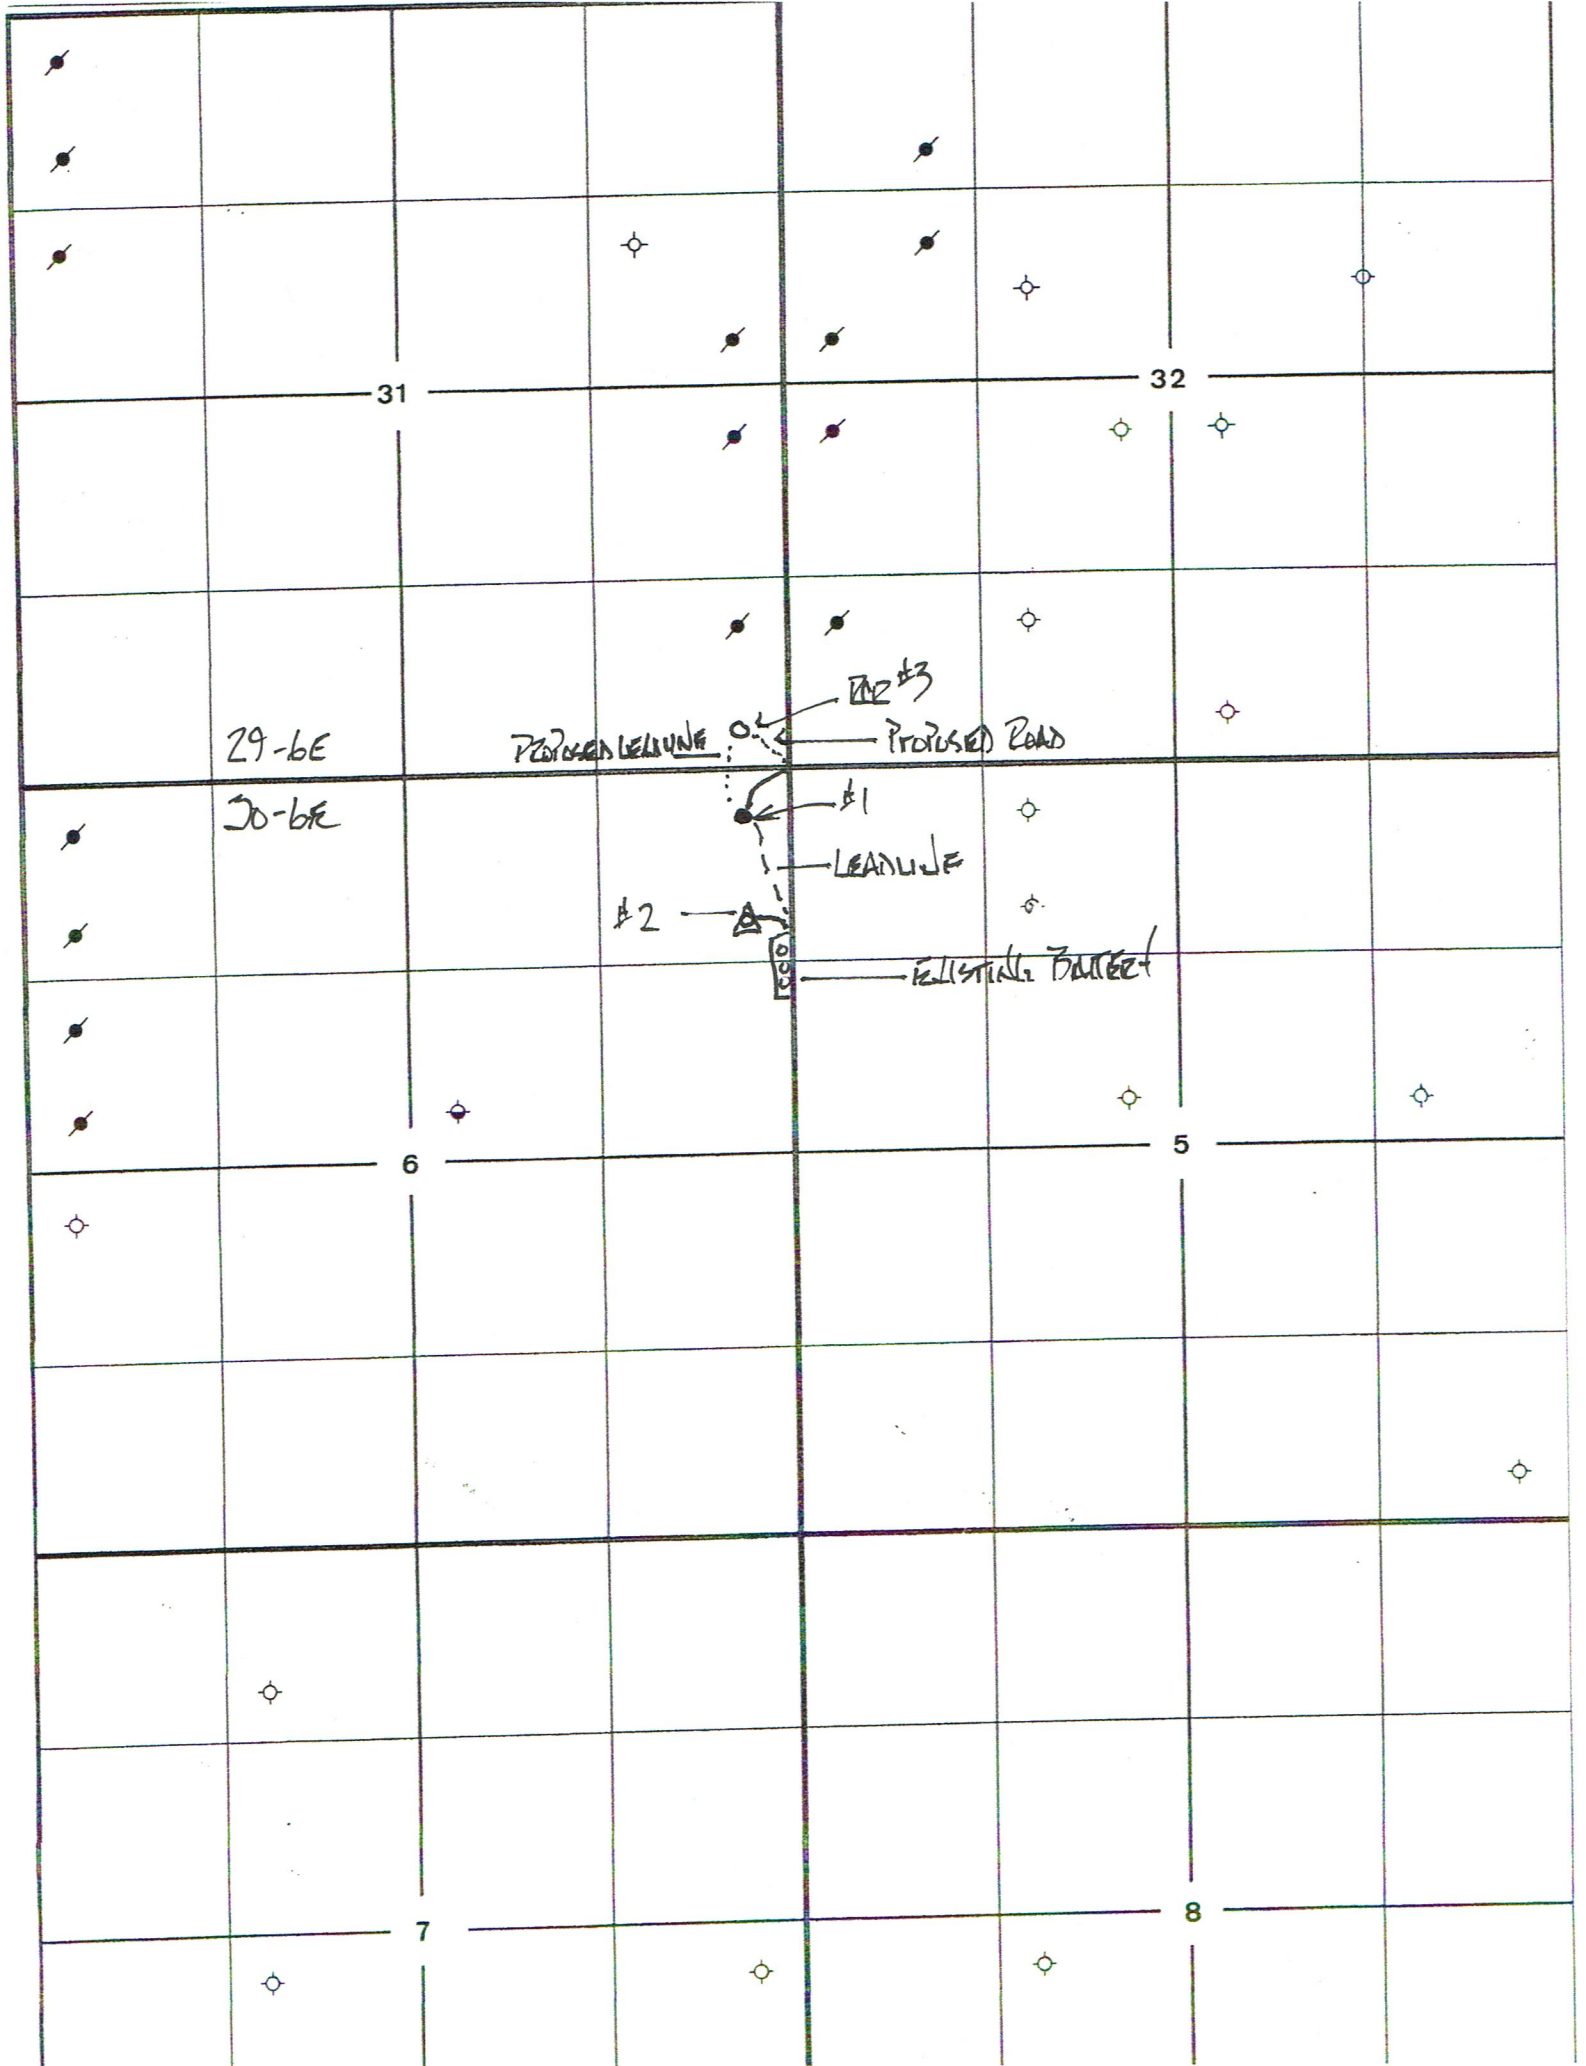 31
32
#3
PROPOSED LEADLINE
PROPOSED ROAD
29-6E
30-6E
#1
LEADLINE
#2
EXISTING BATTERY
6
5
7
8